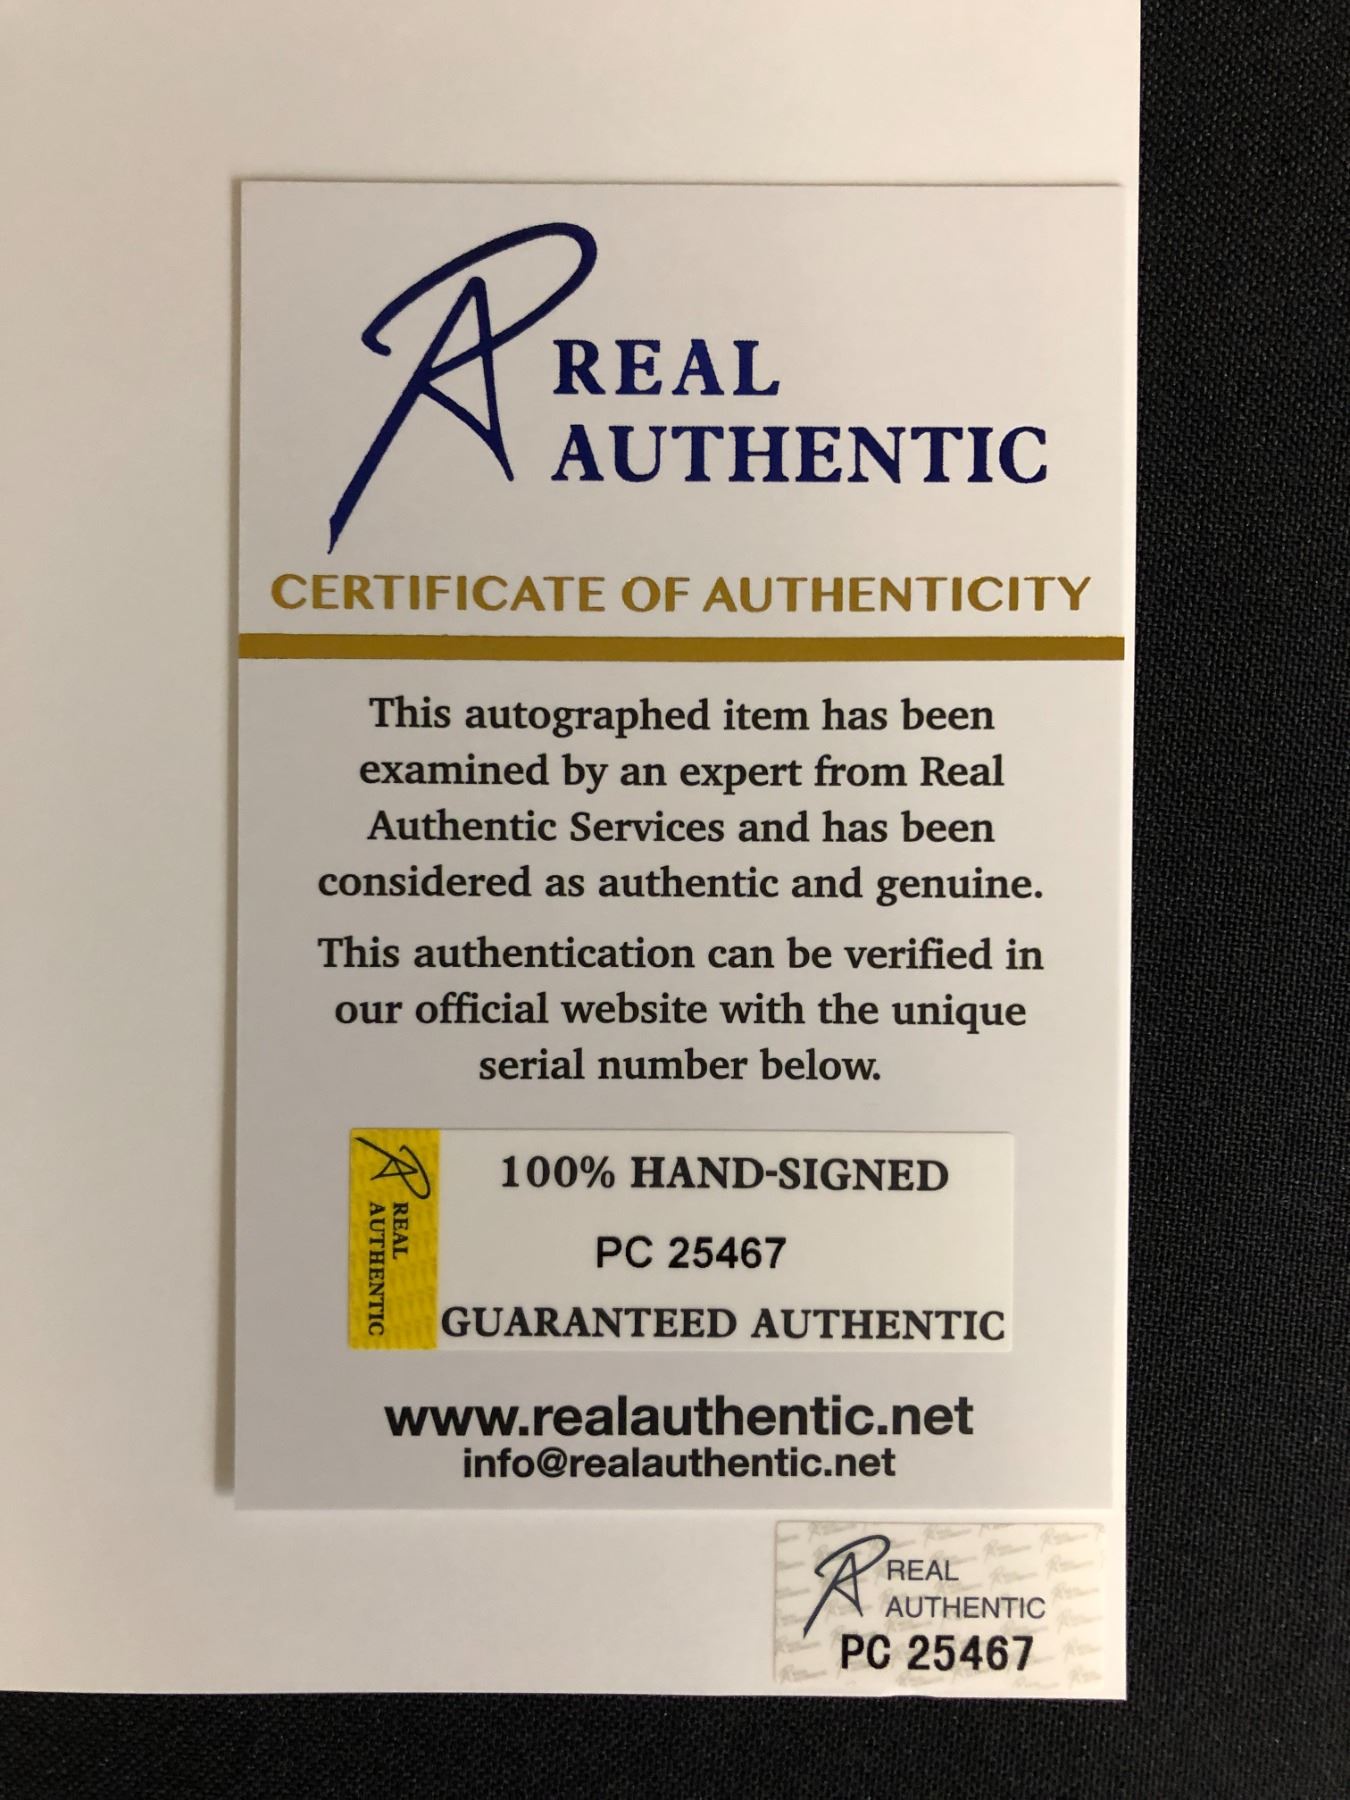 REAL
AUTHENTIC
CERTIFICATE OF AUTHENTICITY
This autographed item has been
examined by an expert from Real
Authentic Services and has been
considered as authentic and genuine.
This authentication can be verified in
our official website with the unique
serial number below.
REAL
AUTHENTIC
100% HAND-SIGNED
PC 25467
GUARANTEED AUTHENTIC
www.realauthentic.net
info@realauthentic.net
REAL
AUTHENTIC
PC 25467